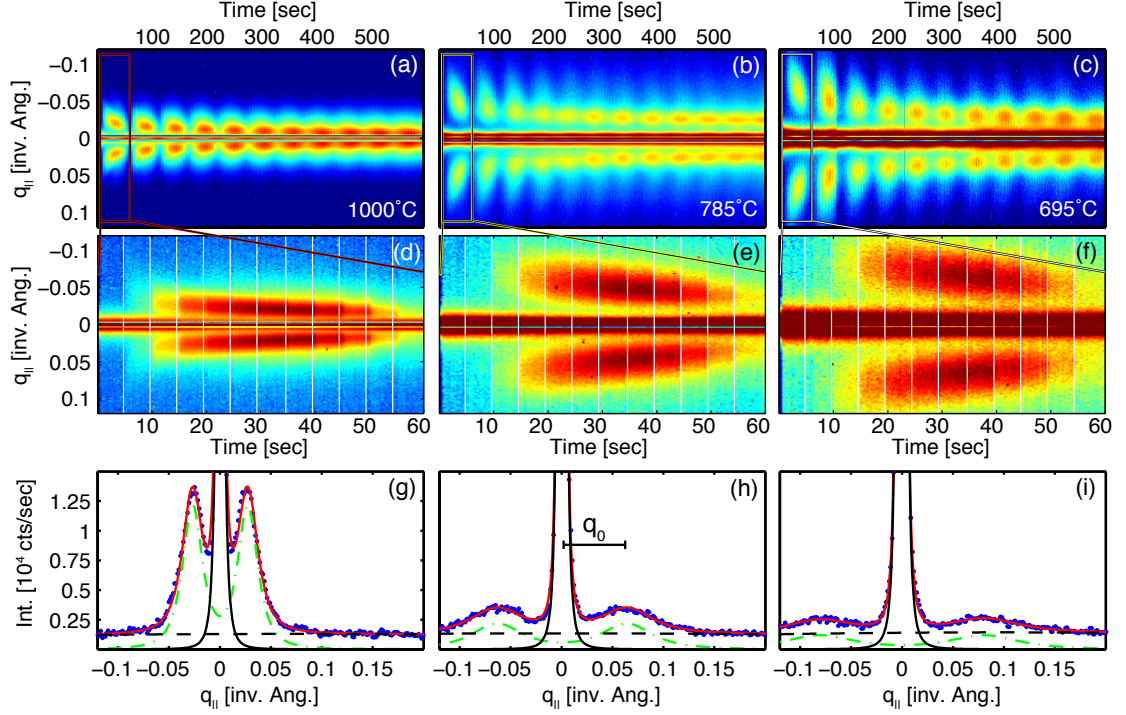 Time [sec] Time [sec] Time [sec]
100 200 300 400 500 100 200 300 400 500 100 200 300 400 500
(a) (b) (c)
q|| [inv. Ang.]
−0.1
−0.05
0
0.05
0.1
1000°C 785°C 695°C
(d) (e) (f)
q|| [inv. Ang.]
−0.1
−0.05
0
0.05
0.1
10 20 30 40 50 60 10 20 30 40 50 60 10 20 30 40 50 60
Time [sec] Time [sec] Time [sec]
(g) (h) (i)
Int. [10⁴ cts/sec]
1.25
1
0.75
0.5
0.25
q₀
−0.1 −0.05 0 0.05 0.1 0.15 −0.1 −0.05 0 0.05 0.1 0.15 −0.1 −0.05 0 0.05 0.1 0.15
q|| [inv. Ang.] q|| [inv. Ang.] q|| [inv. Ang.]